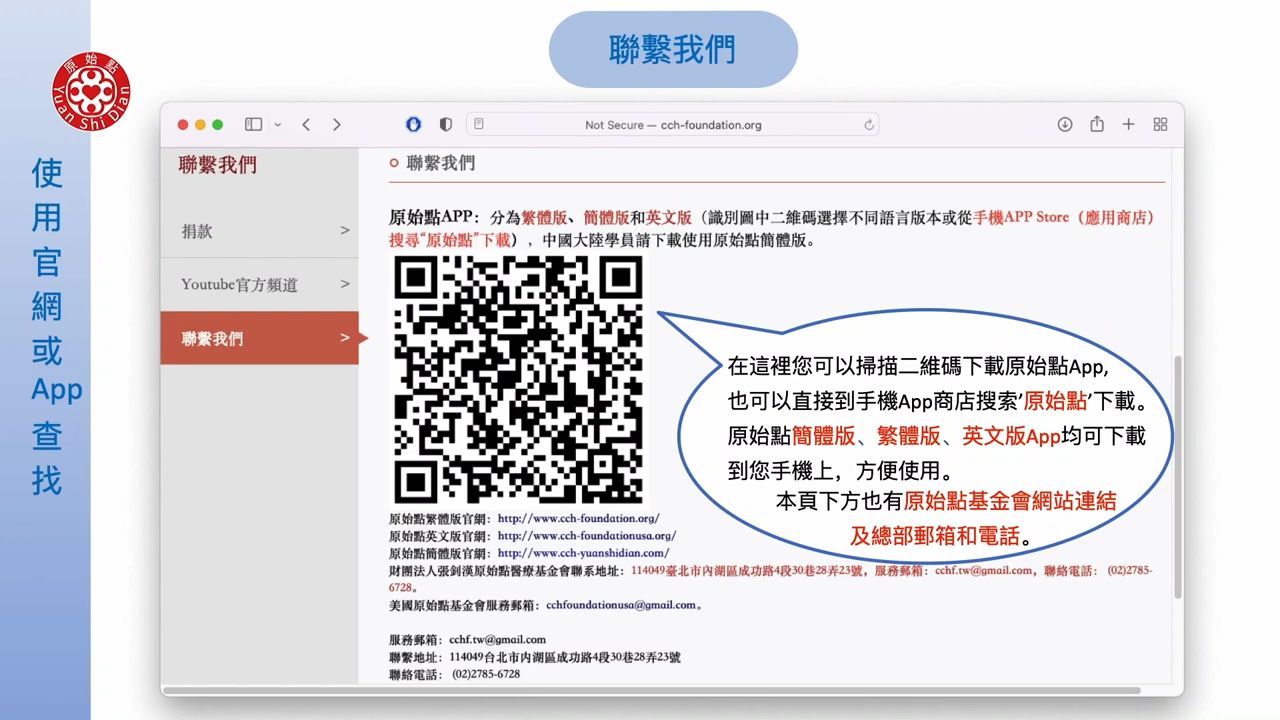 聯繫我們
原始點
Yuan Shi Dian
使用官網或App查找
Not Secure — cch-foundation.org
聯繫我們
捐款 >
Youtube官方頻道 >
聯繫我們 >
聯繫我們
原始點APP：分為繁體版、簡體版和英文版（識別圖中二維碼選擇不同語言版本或從手機APP Store（應用商店）
搜尋“原始點”下載），中國大陸學員請下載使用原始點簡體版。
在這裡您可以掃描二維碼下載原始點App,
也可以直接到手機App商店搜索’原始點’下載。
原始點簡體版、繁體版、英文版App均可下載
到您手機上，方便使用。
本頁下方也有原始點基金會網站連結
及總部郵箱和電話。
原始點繁體版官網：http://www.cch-foundation.org/
原始點英文版官網：http://www.cch-foundationusa.org/
原始點簡體版官網：http://www.cch-yuanshidian.com/
財團法人張釗漢原始點醫療基金會聯系地址：114049臺北市內湖區成功路4段30巷28弄23號，服務郵箱：cchf.tw@gmail.com，聯絡電話：(02)2785-
6728。
美國原始點基金會服務郵箱：cchfoundationusa@gmail.com。
服務郵箱：cchf.tw@gmail.com
聯繫地址：114049台北市內湖區成功路4段30巷28弄23號
聯絡電話：(02)2785-6728